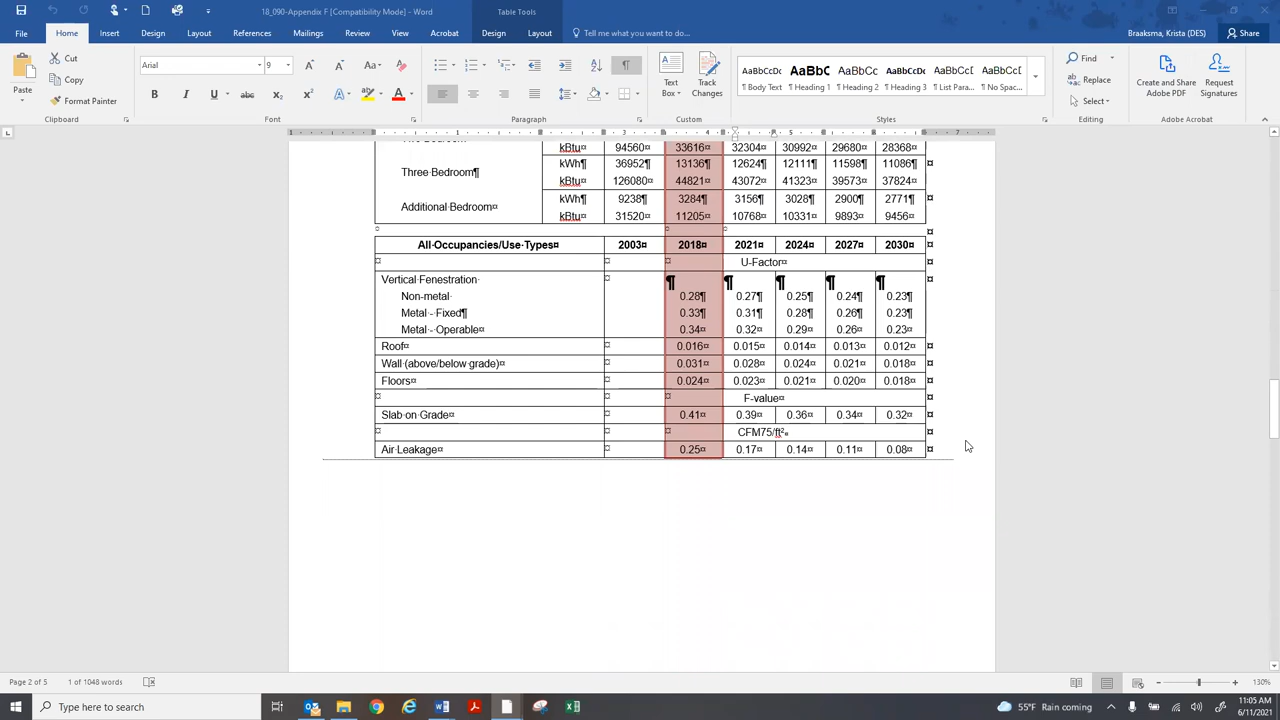 18_090-Appendix F [Compatibility Mode] - Word
Table Tools
Braaksma, Krista (DES)
File Home Insert Design Layout References Mailings Review View Acrobat Design Layout Tell me what you want to do... Share
Paste Cut Copy Format Painter Clipboard
Arial 9 Font
Paragraph
Text Box Track Changes Custom
AaBbCcDc AaBbC AaBbCc AaBbCcDc AaBbCcD AaBbCcDc
¶ Body Text Heading 1 Heading 2 Heading 3 ¶ List Para... ¶ No Spac...
Styles
Find Replace Select Editing
Create and Share Adobe PDF Request Signatures Adobe Acrobat
kBtu¤ 94560¤ 33616¤ 32304¤ 30992¤ 29680¤ 28368¤
Three·Bedroom¶ kWh¶ 36952¶ 13136¶ 12624¶ 12111¶ 11598¶ 11086¶
kBtu¤ 126080¤ 44821¤ 43072¤ 41323¤ 39573¤ 37824¤
Additional·Bedroom¤ kWh¶ 9238¶ 3284¶ 3156¶ 3028¶ 2900¶ 2771¶
kBtu¤ 31520¤ 11205¤ 10768¤ 10331¤ 9893¤ 9456¤
All·Occupancies/Use·Types¤ 2003¤ 2018¤ 2021¤ 2024¤ 2027¤ 2030¤
U-Factor¤
Vertical·Fenestration·
Non-metal· 0.28¶ 0.27¶ 0.25¶ 0.24¶ 0.23¶
Metal·-·Fixed¶ 0.33¶ 0.31¶ 0.28¶ 0.26¶ 0.23¶
Metal·-·Operable¤ 0.34¤ 0.32¤ 0.29¤ 0.26¤ 0.23¤
Roof¤ 0.016¤ 0.015¤ 0.014¤ 0.013¤ 0.012¤
Wall·(above/below·grade)¤ 0.031¤ 0.028¤ 0.024¤ 0.021¤ 0.018¤
Floors¤ 0.024¤ 0.023¤ 0.021¤ 0.020¤ 0.018¤
F-value¤
Slab·on·Grade¤ 0.41¤ 0.39¤ 0.36¤ 0.34¤ 0.32¤
CFM75/ft²¤
Air·Leakage¤ 0.25¤ 0.17¤ 0.14¤ 0.11¤ 0.08¤
Page 2 of 5 1 of 1048 words 130%
Type here to search 55°F Rain coming 11:05 AM
6/11/2021